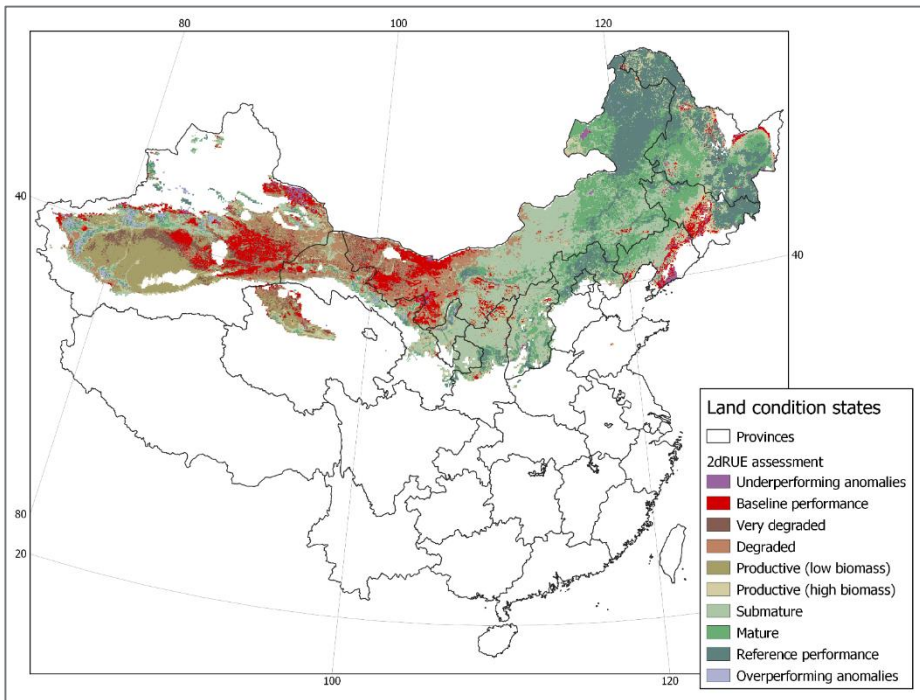 80
100
120
40
40
80
20
100
120
Land condition states
Provinces
2dRUE assessment
Underperforming anomalies
Baseline performance
Very degraded
Degraded
Productive (low biomass)
Productive (high biomass)
Submature
Mature
Reference performance
Overperforming anomalies